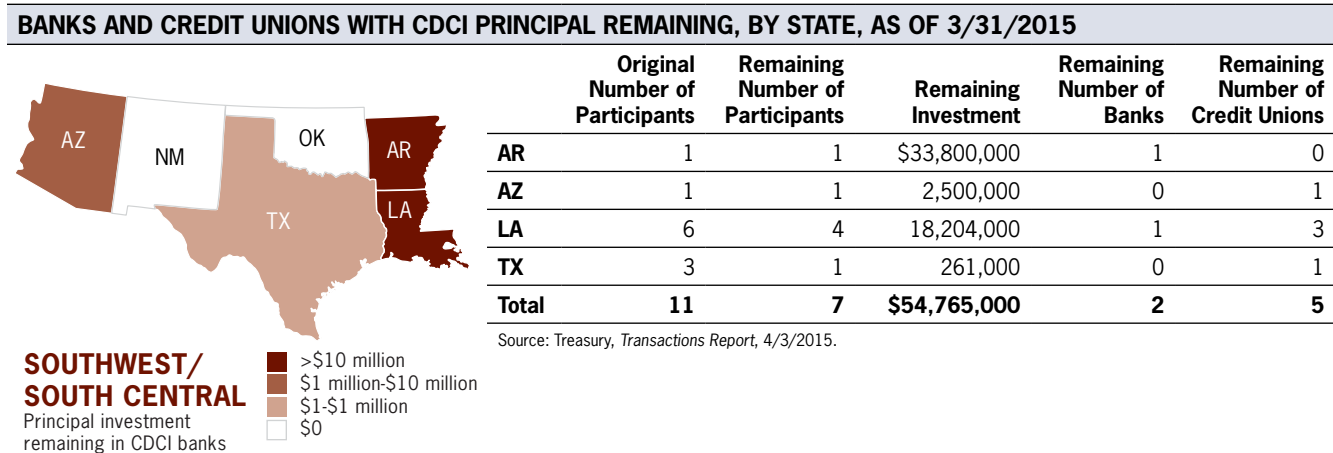 BANKS AND CREDIT UNIONS WITH CDCI PRINCIPAL REMAINING, BY STATE, AS OF 3/31/2015
AZ
NM
OK
AR
TX
LA
SOUTHWEST/
SOUTH CENTRAL
Principal investment
remaining in CDCI banks
>$10 million
$1 million-$10 million
$1-$1 million
$0
Original Number of Participants Remaining Number of Participants Remaining Investment Remaining Number of Banks Remaining Number of Credit Unions
AR 1 1 $33,800,000 1 0
AZ 1 1 2,500,000 0 1
LA 6 4 18,204,000 1 3
TX 3 1 261,000 0 1
Total 11 7 $54,765,000 2 5
Source: Treasury, Transactions Report, 4/3/2015.